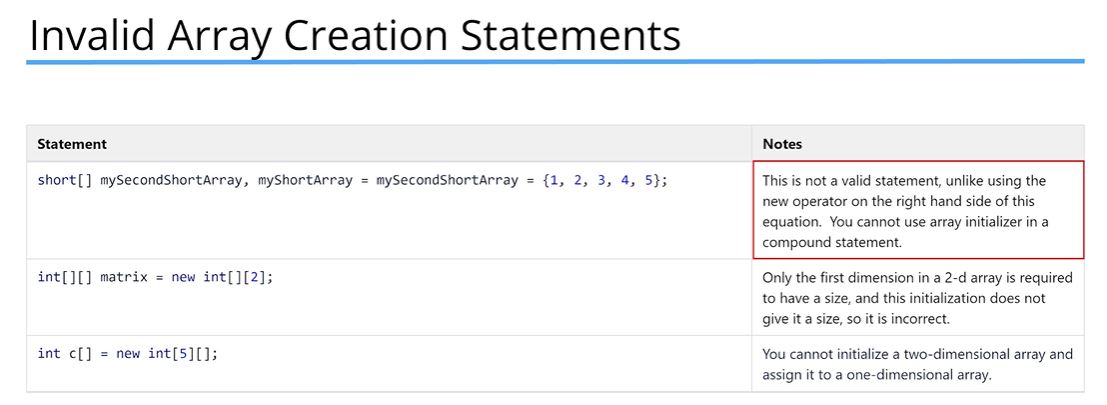 Invalid Array Creation Statements
Statement
Notes
short[] mySecondShortArray, myShortArray = mySecondShortArray = {1, 2, 3, 4, 5};
This is not a valid statement, unlike using the
new operator on the right hand side of this
equation.  You cannot use array initializer in a
compound statement.
int[][] matrix = new int[][2];
Only the first dimension in a 2-d array is required
to have a size, and this initialization does not
give it a size, so it is incorrect.
int c[] = new int[5][];
You cannot initialize a two-dimensional array and
assign it to a one-dimensional array.